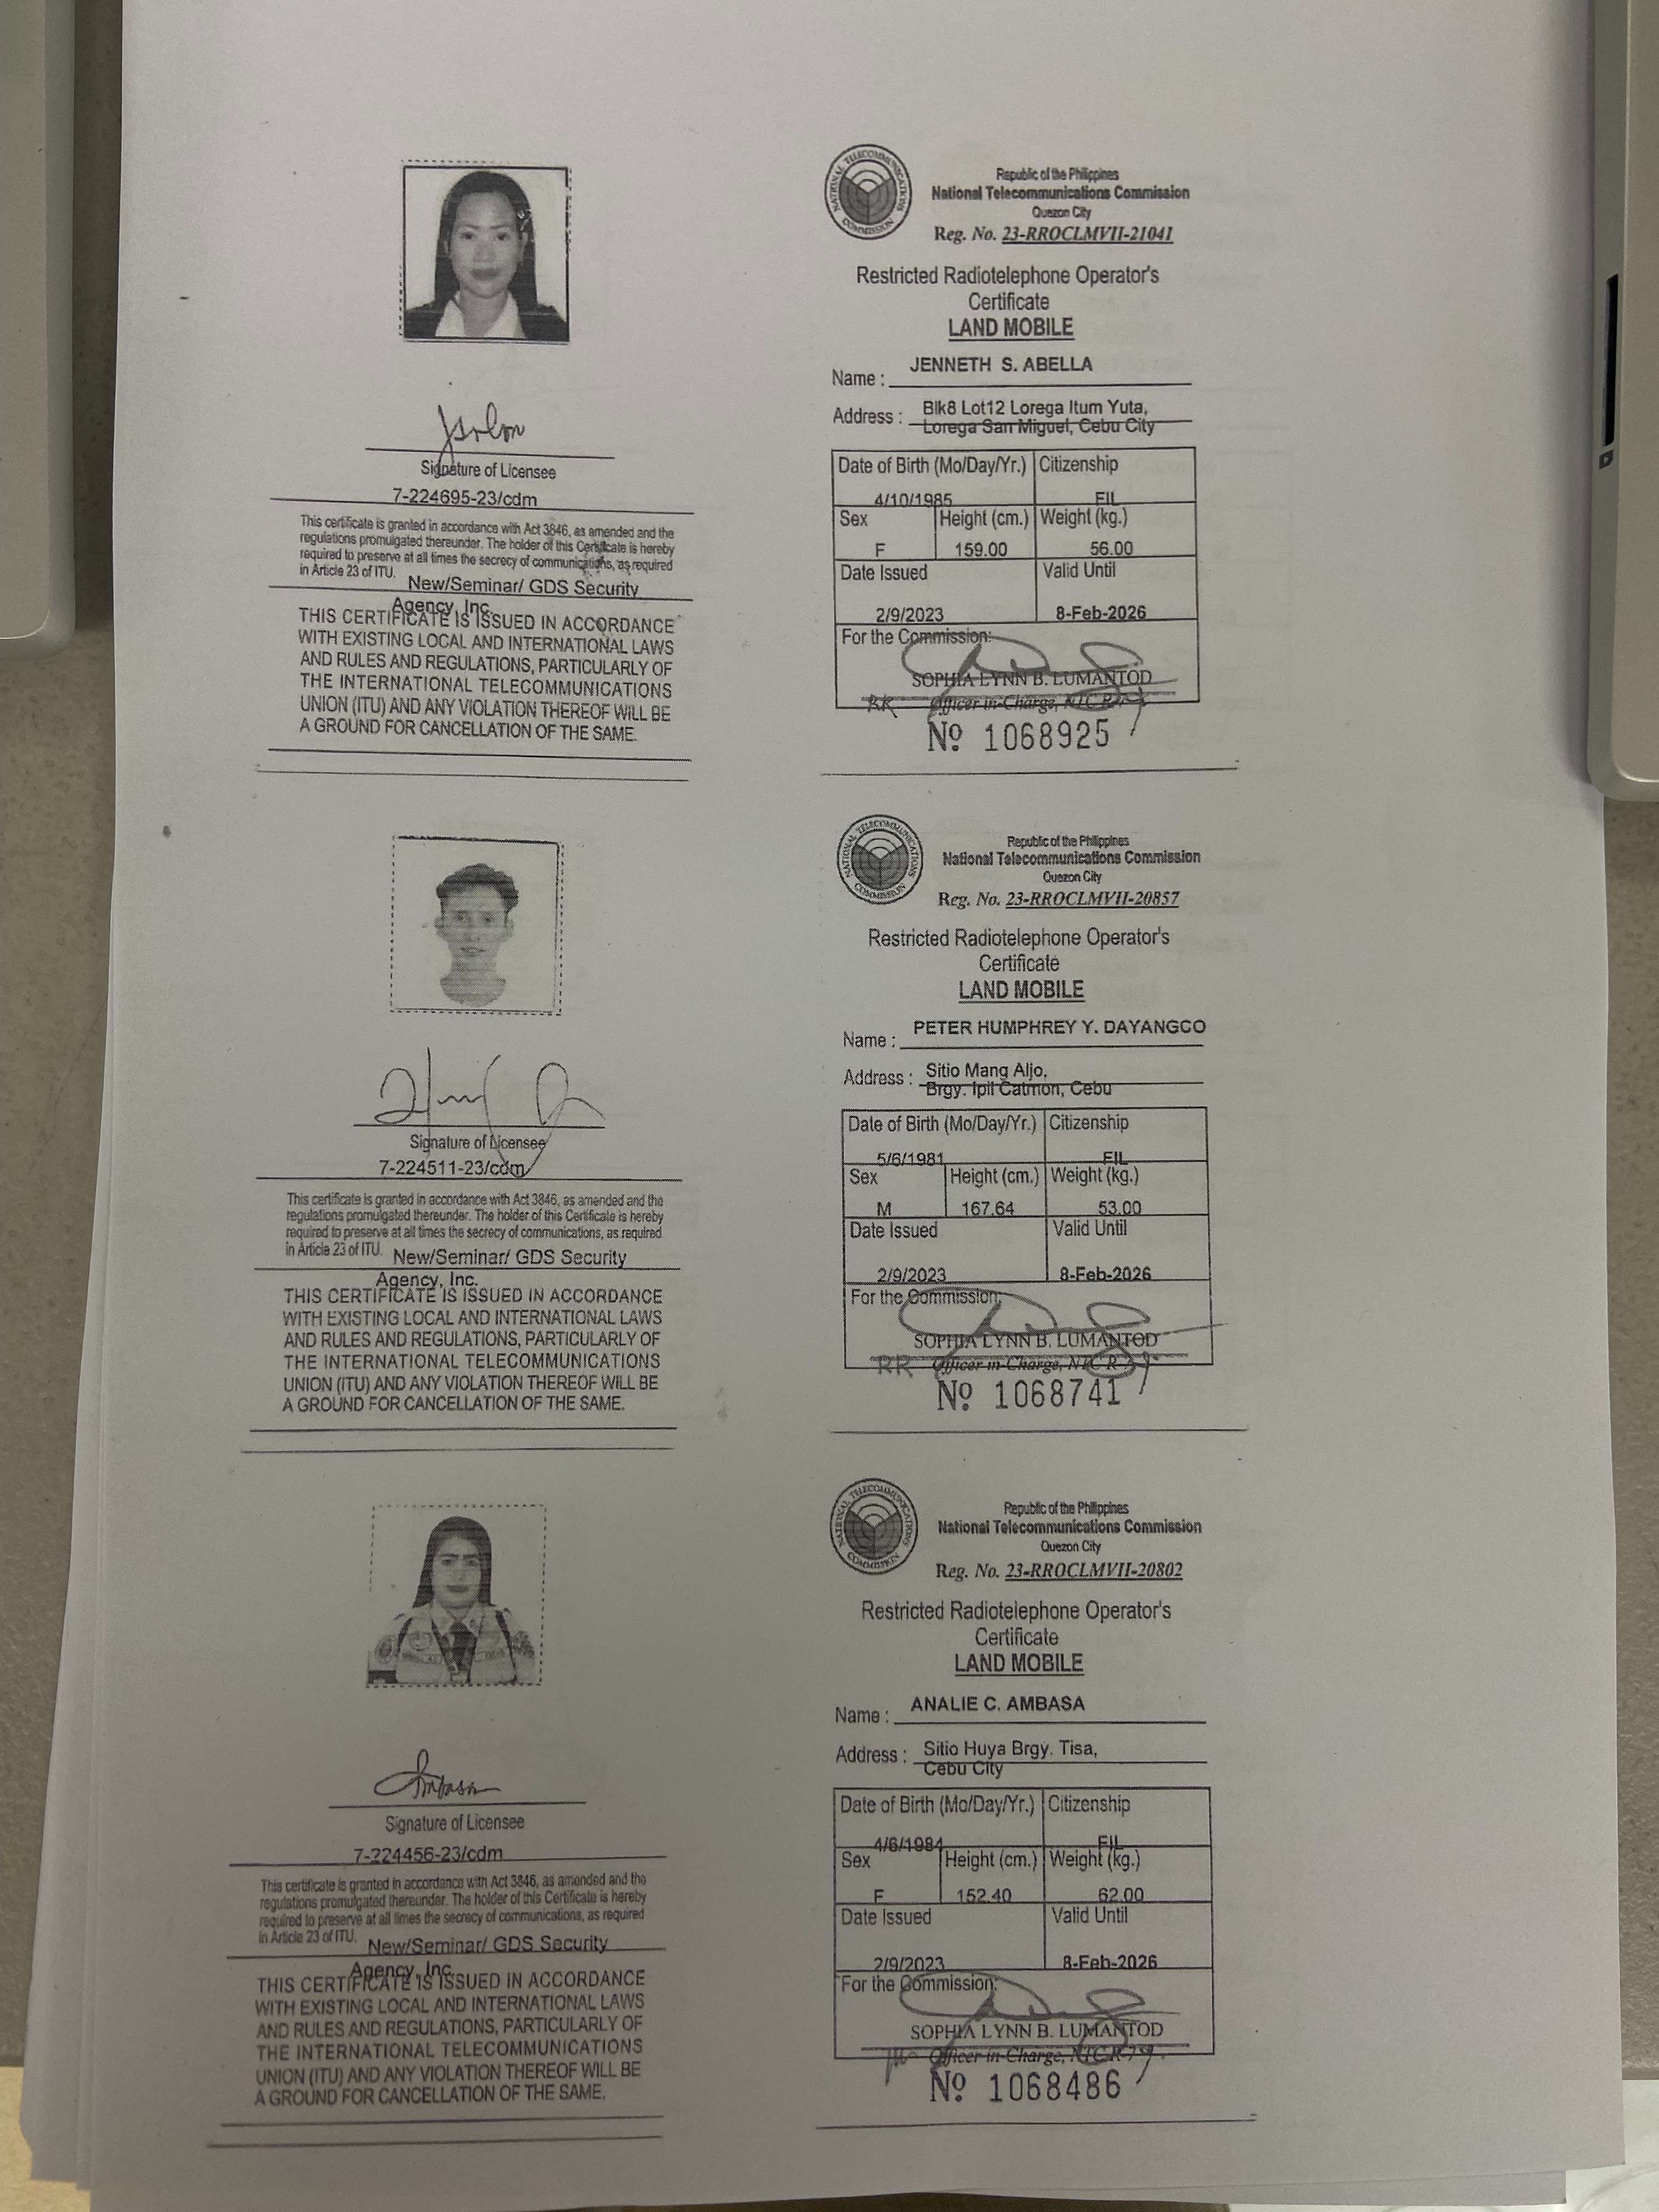 NATIONAL TELECOMMUNICATIONS COMMISSION
Republic of the Philippines
National Telecommunications Commission
Quezon City
Reg. No. 23-RROCLMVII-21041
Restricted Radiotelephone Operator's
Certificate
LAND MOBILE
Name : JENNETH S. ABELLA
Address : Blk8 Lot12 Lorega Itum Yuta,
Lorega San Miguel, Cebu City
Date of Birth (Mo/Day/Yr.) Citizenship
4/10/1985 FIL
Sex Height (cm.) Weight (kg.)
F 159.00 56.00
Date Issued Valid Until
2/9/2023 8-Feb-2026
For the Commission:
SOPHIA LYNN B. LUMANTOD
Officer-in-Charge, NTC R-7
Nº 1068925
Signature of Licensee
7-224695-23/cdm
This certificate is granted in accordance with Act 3846, as amended and the
regulations promulgated thereunder. The holder of this Certificate is hereby
required to preserve at all times the secrecy of communications, as required
in Article 23 of ITU. New/Seminar/ GDS Security
Agency, Inc.
THIS CERTIFICATE IS ISSUED IN ACCORDANCE
WITH EXISTING LOCAL AND INTERNATIONAL LAWS
AND RULES AND REGULATIONS, PARTICULARLY OF
THE INTERNATIONAL TELECOMMUNICATIONS
UNION (ITU) AND ANY VIOLATION THEREOF WILL BE
A GROUND FOR CANCELLATION OF THE SAME.
NATIONAL TELECOMMUNICATIONS COMMISSION
Republic of the Philippines
National Telecommunications Commission
Quezon City
Reg. No. 23-RROCLMVII-20857
Restricted Radiotelephone Operator's
Certificate
LAND MOBILE
Name : PETER HUMPHREY Y. DAYANGCO
Address : Sitio Mang Aljo,
Brgy. Ipil Catmon, Cebu
Date of Birth (Mo/Day/Yr.) Citizenship
5/6/1981 FIL
Sex Height (cm.) Weight (kg.)
M 167.64 53.00
Date Issued Valid Until
2/9/2023 8-Feb-2026
For the Commission:
SOPHIA LYNN B. LUMANTOD
RR Officer-in-Charge, NTC R-7
Nº 1068741
Signature of Licensee
7-224511-23/cdm
This certificate is granted in accordance with Act 3846, as amended and the
regulations promulgated thereunder. The holder of this Certificate is hereby
required to preserve at all times the secrecy of communications, as required
in Article 23 of ITU. New/Seminar/ GDS Security
Agency, Inc.
THIS CERTIFICATE IS ISSUED IN ACCORDANCE
WITH EXISTING LOCAL AND INTERNATIONAL LAWS
AND RULES AND REGULATIONS, PARTICULARLY OF
THE INTERNATIONAL TELECOMMUNICATIONS
UNION (ITU) AND ANY VIOLATION THEREOF WILL BE
A GROUND FOR CANCELLATION OF THE SAME.
NATIONAL TELECOMMUNICATIONS COMMISSION
Republic of the Philippines
National Telecommunications Commission
Quezon City
Reg. No. 23-RROCLMVII-20802
Restricted Radiotelephone Operator's
Certificate
LAND MOBILE
Name : ANALIE C. AMBASA
Address : Sitio Huya Brgy. Tisa,
Cebu City
Date of Birth (Mo/Day/Yr.) Citizenship
4/6/1984 FIL
Sex Height (cm.) Weight (kg.)
F 152.40 62.00
Date Issued Valid Until
2/9/2023 8-Feb-2026
For the Commission:
SOPHIA LYNN B. LUMANTOD
Officer-in-Charge, NTC R-7
Nº 1068486
Signature of Licensee
7-224456-23/cdm
This certificate is granted in accordance with Act 3846, as amended and the
regulations promulgated thereunder. The holder of this Certificate is hereby
required to preserve at all times the secrecy of communications, as required
in Article 23 of ITU. New/Seminar/ GDS Security
Agency, Inc.
THIS CERTIFICATE IS ISSUED IN ACCORDANCE
WITH EXISTING LOCAL AND INTERNATIONAL LAWS
AND RULES AND REGULATIONS, PARTICULARLY OF
THE INTERNATIONAL TELECOMMUNICATIONS
UNION (ITU) AND ANY VIOLATION THEREOF WILL BE
A GROUND FOR CANCELLATION OF THE SAME.